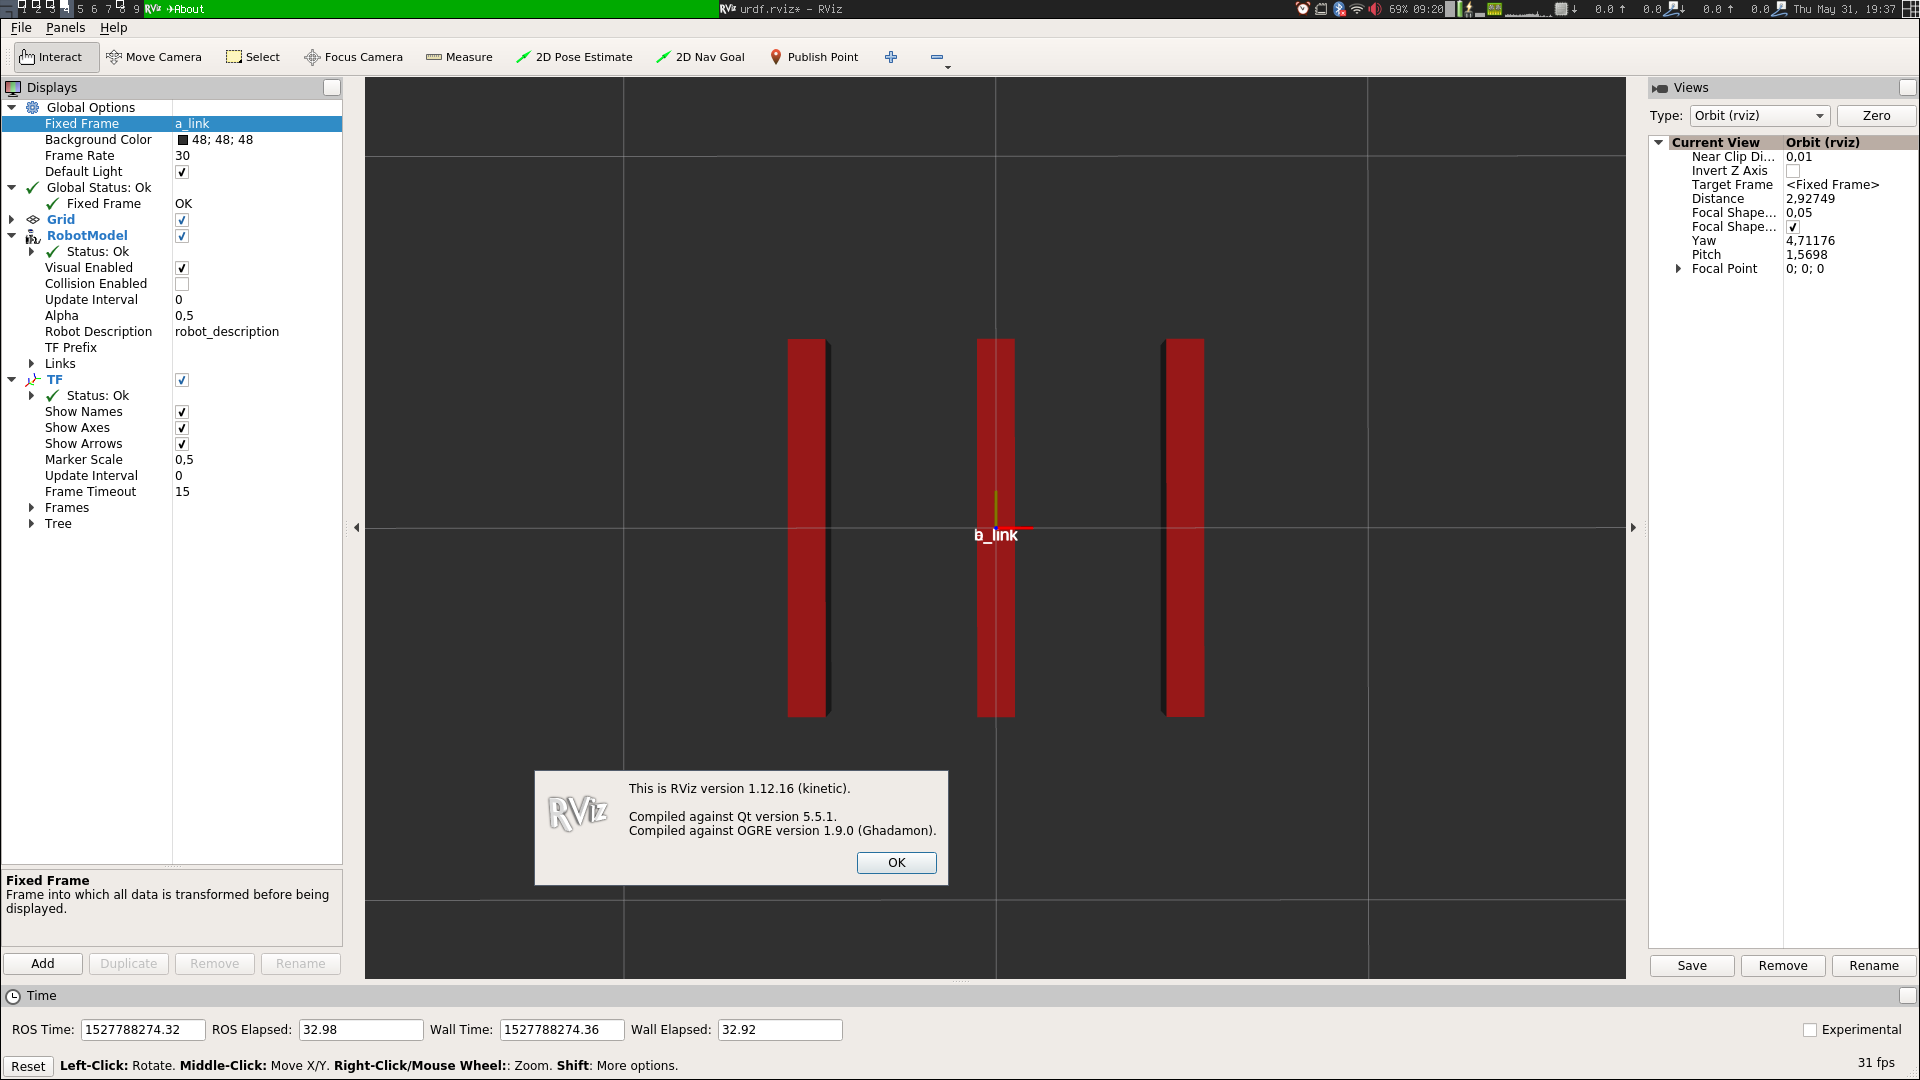 1 2 3 4 5 6 7 8 9 RViz About
RViz urdf.rviz* - RViz
69% 09:20
0.0 ↑ 0.0 ↓ 0.0 ↑ 0.0 ↓ Thu May 31, 19:37
File Panels Help
Interact Move Camera Select Focus Camera Measure 2D Pose Estimate 2D Nav Goal Publish Point
Displays
Global Options
Fixed Frame a_link
Background Color 48; 48; 48
Frame Rate 30
Default Light
Global Status: Ok
Fixed Frame OK
Grid
RobotModel
Status: Ok
Visual Enabled
Collision Enabled
Update Interval 0
Alpha 0,5
Robot Description robot_description
TF Prefix
Links
TF
Status: Ok
Show Names
Show Axes
Show Arrows
Marker Scale 0,5
Update Interval 0
Frame Timeout 15
Frames
Tree
Fixed Frame
Frame into which all data is transformed before being
displayed.
Add Duplicate Remove Rename
_link
RViz
This is RViz version 1.12.16 (kinetic).
Compiled against Qt version 5.5.1.
Compiled against OGRE version 1.9.0 (Ghadamon).
OK
Views
Type: Orbit (rviz) Zero
Current View Orbit (rviz)
Near Clip Di... 0,01
Invert Z Axis
Target Frame <Fixed Frame>
Distance 2,92749
Focal Shape... 0,05
Focal Shape...
Yaw 4,71176
Pitch 1,5698
Focal Point 0; 0; 0
Save Remove Rename
Time
ROS Time: 1527788274.32 ROS Elapsed: 32.98 Wall Time: 1527788274.36 Wall Elapsed: 32.92 Experimental
Reset Left-Click: Rotate. Middle-Click: Move X/Y. Right-Click/Mouse Wheel:: Zoom. Shift: More options. 31 fps